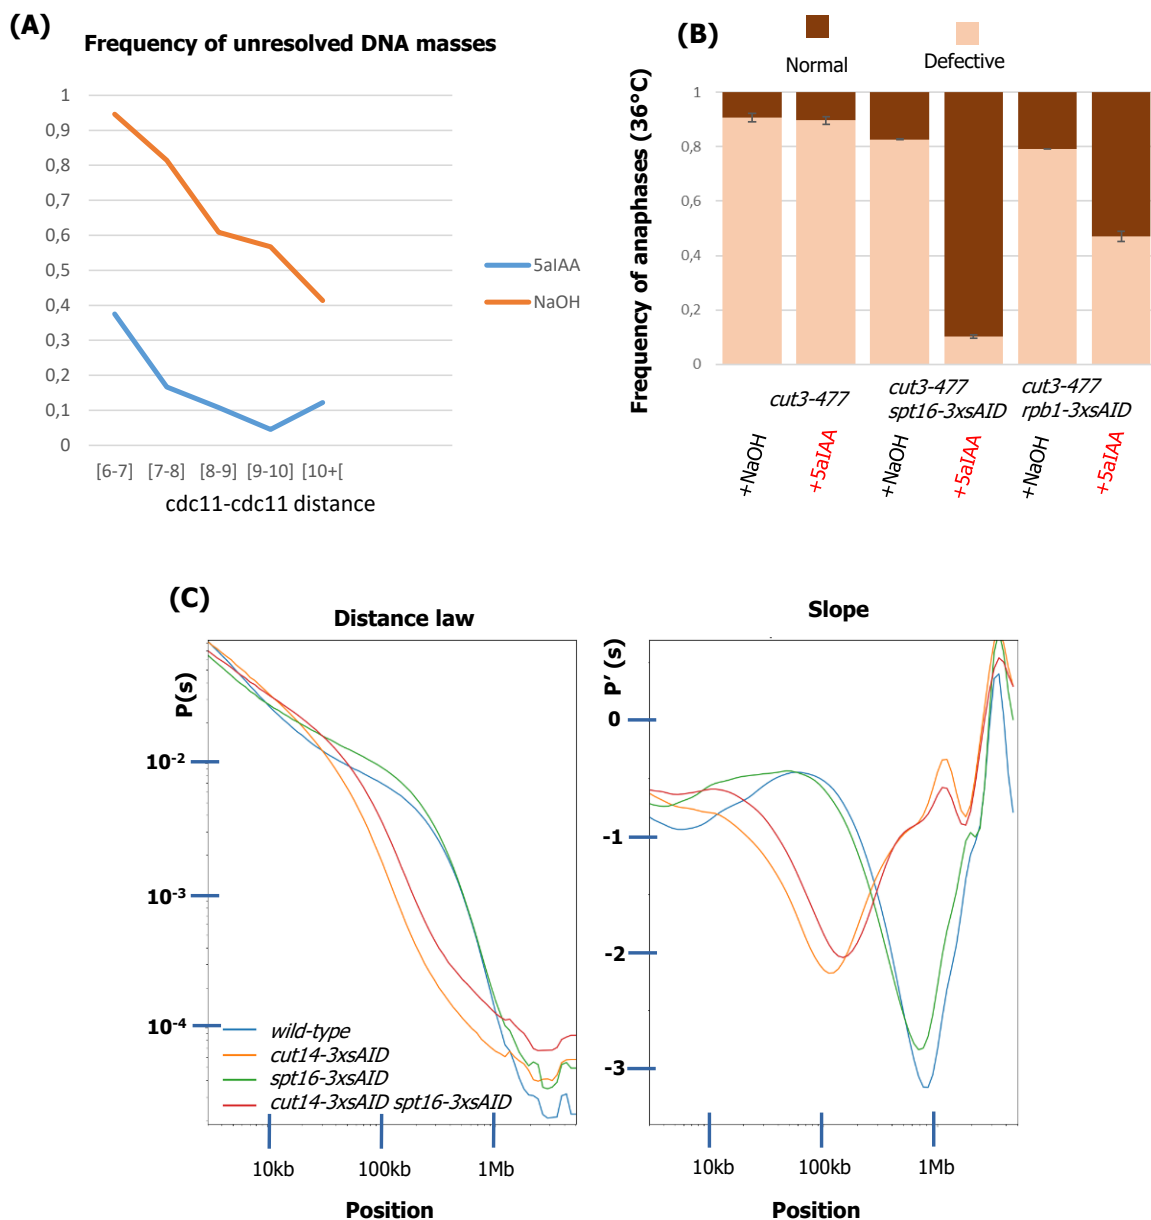 (A)
Frequency of unresolved DNA masses
1
0,9
0,8
0,7
0,6
0,5
0,4
0,3
0,2
0,1
0
[6-7] [7-8] [8-9] [9-10] [10+[
cdc11-cdc11 distance
5aIAA
NaOH
(B)
Normal
Defective
Frequency of anaphases (36°C)
1
0,8
0,6
0,4
0,2
0
cut3-477
cut3-477
spt16-3xsAID
cut3-477
rpb1-3xsAID
+NaOH
+5aIAA
+NaOH
+5aIAA
+NaOH
+5aIAA
(C)
Distance law
P(s)
10-2
10-3
10-4
wild-type
cut14-3xsAID
spt16-3xsAID
cut14-3xsAID spt16-3xsAID
10kb
100kb
1Mb
Position
Slope
P' (s)
0
-1
-2
-3
10kb
100kb
1Mb
Position